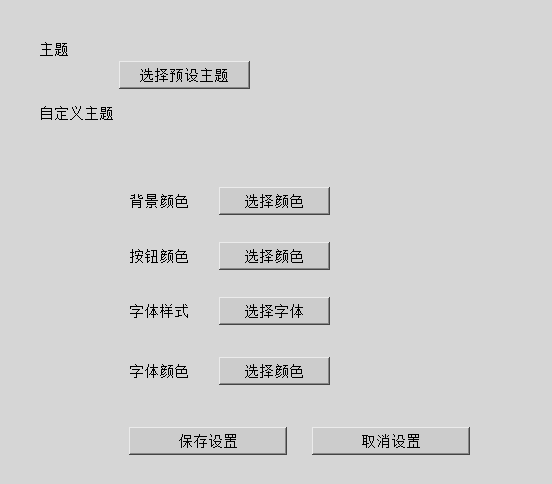 主题
选择预设主题
自定义主题
背景颜色 选择颜色
按钮颜色 选择颜色
字体样式 选择字体
字体颜色 选择颜色
保存设置 取消设置